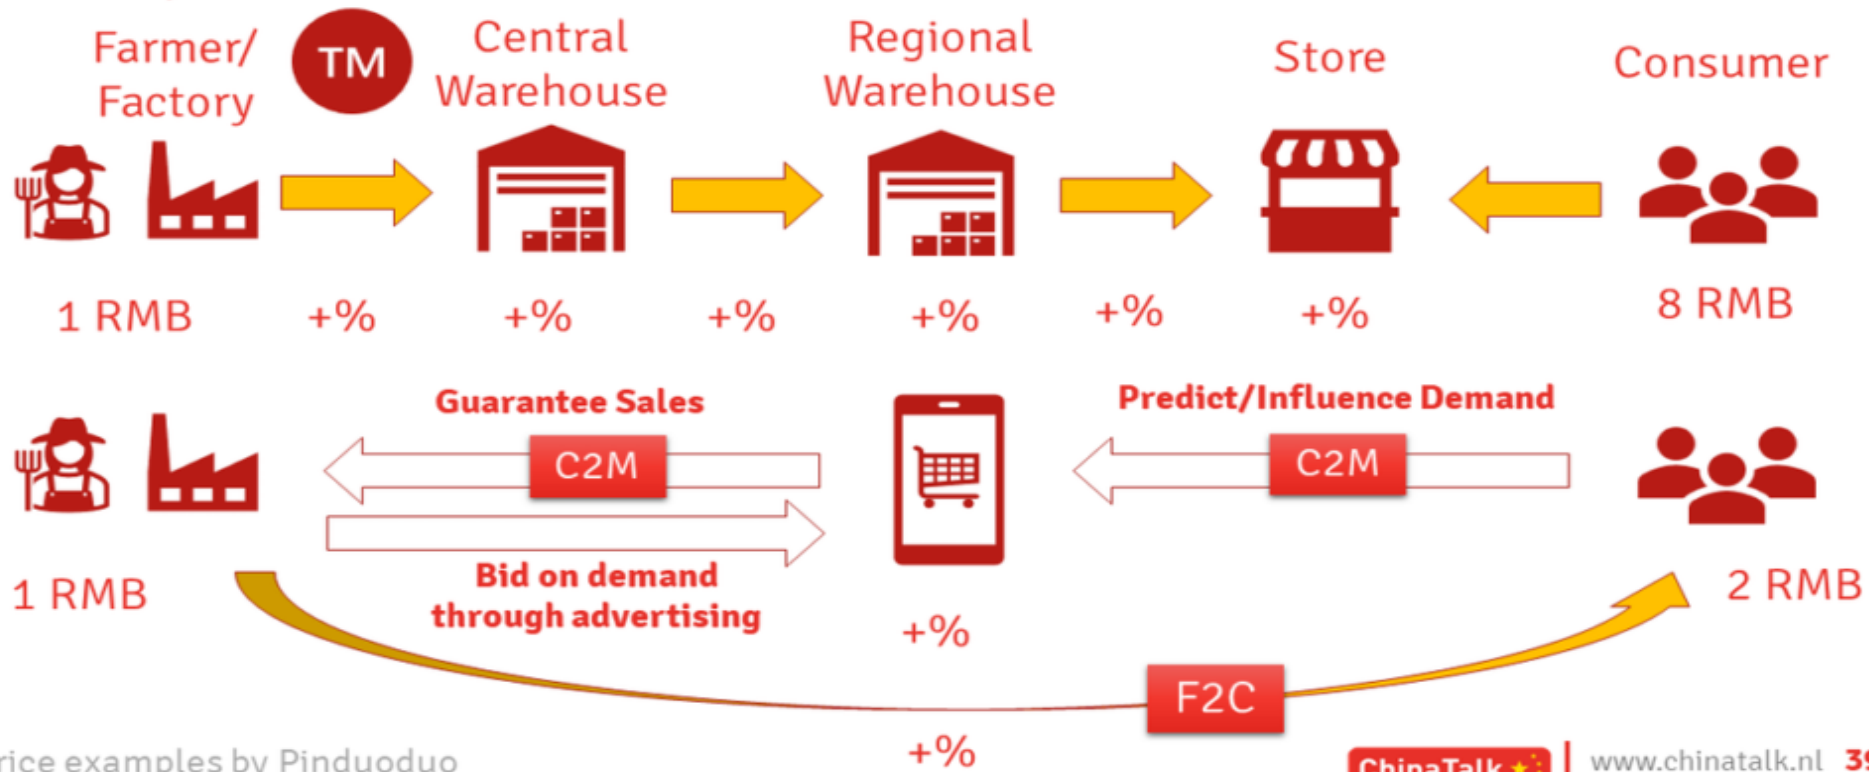 Farmer/
Factory
TM
Central
Warehouse
Regional
Warehouse
Store
Consumer
1 RMB
+%
+%
+%
+%
+%
+%
8 RMB
Guarantee Sales
C2M
Predict/Influence Demand
C2M
Bid on demand
through advertising
1 RMB
+%
2 RMB
F2C
+%
examples by Pinduoduo
ChinaTalk
www.chinatalk.nl